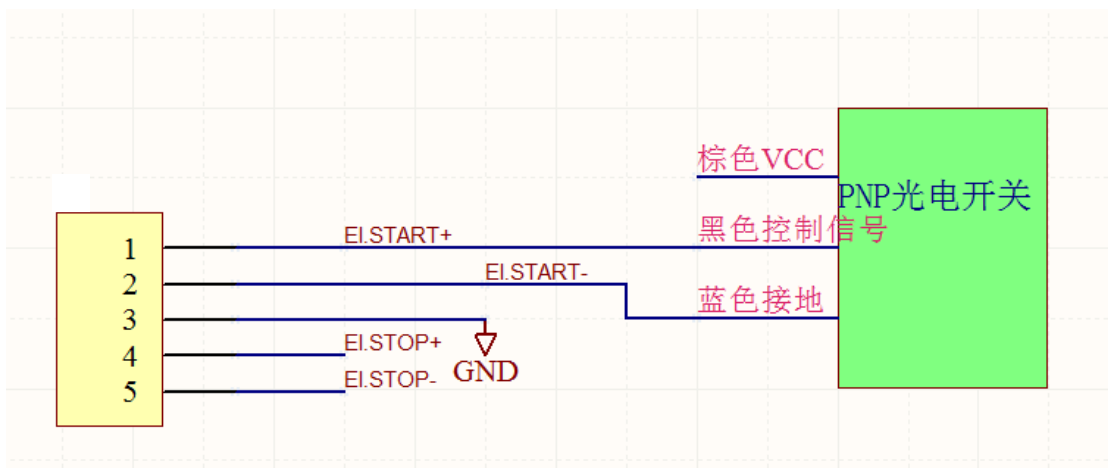 棕色VCC
PNP光电开关
EI.START+
黑色控制信号
1
EI.START-
2
蓝色接地
3
EI.STOP+
4
GND
EI.STOP-
5